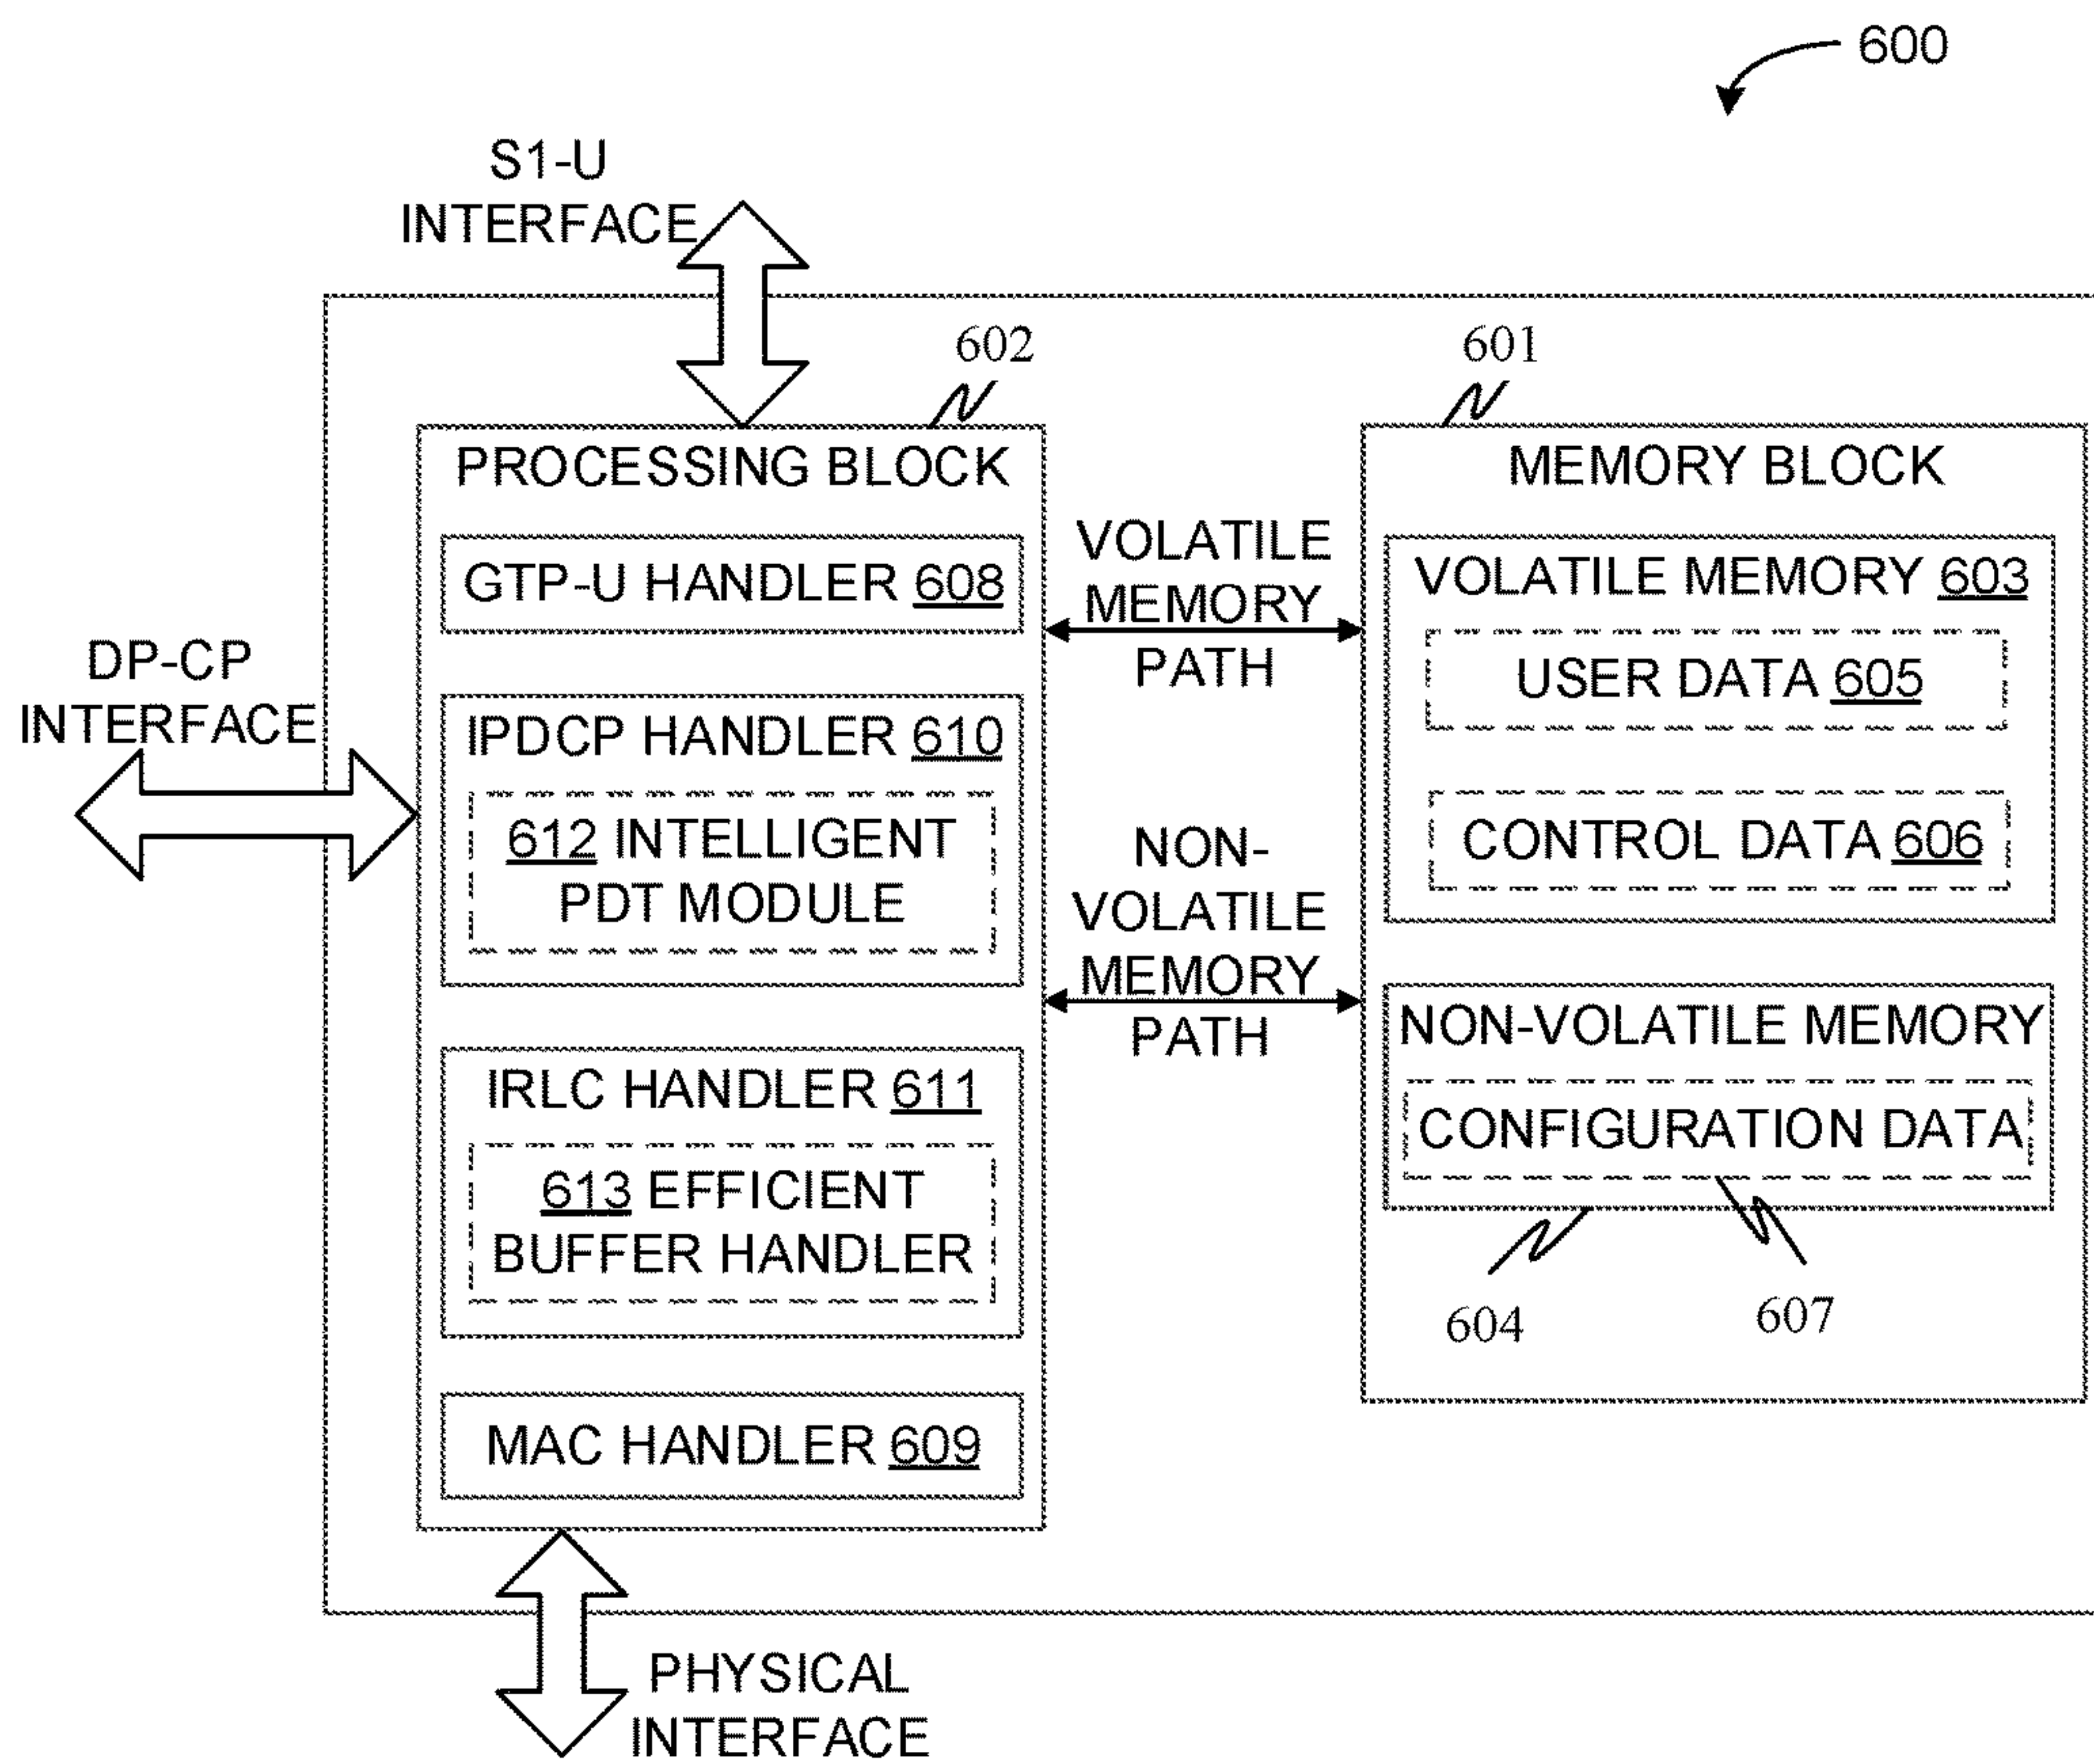 600
S1-U
INTERFACE
602
601
PROCESSING BLOCK
MEMORY BLOCK
GTP-U HANDLER 608
VOLATILE
MEMORY
PATH
VOLATILE MEMORY 603
USER DATA 605
DP-CP
INTERFACE
IPDCP HANDLER 610
612 INTELLIGENT
PDT MODULE
CONTROL DATA 606
NON-
VOLATILE
MEMORY
PATH
NON-VOLATILE MEMORY
CONFIGURATION DATA
IRLC HANDLER 611
613 EFFICIENT
BUFFER HANDLER
604
607
MAC HANDLER 609
PHYSICAL
INTERFACE